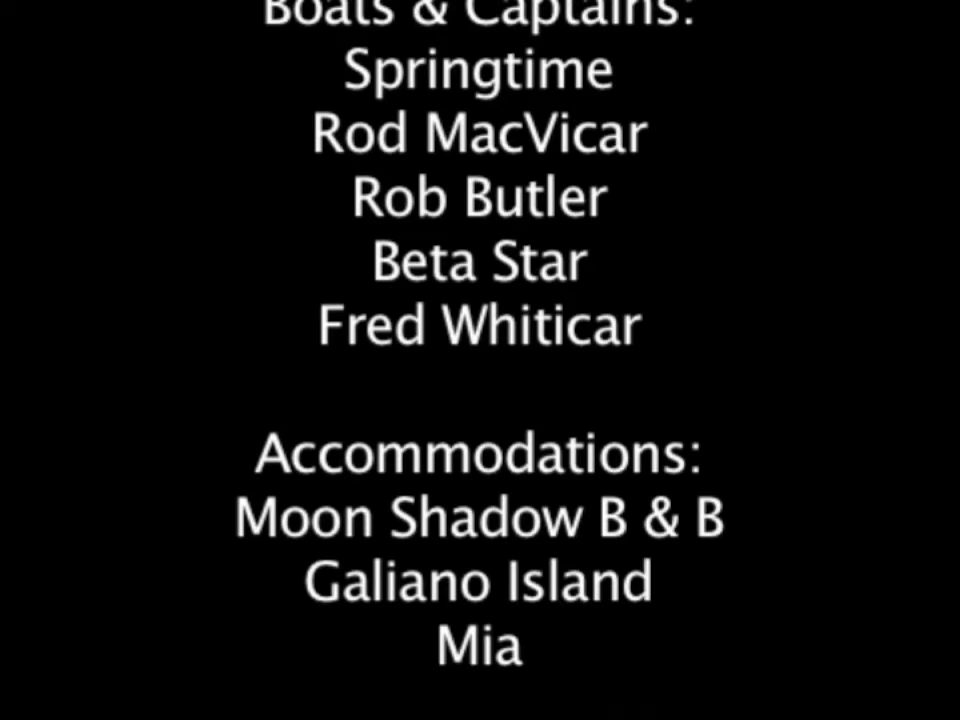 Boats & Captains:
Springtime
Rod MacVicar
Rob Butler
Beta Star
Fred Whiticar
Accommodations:
Moon Shadow B & B
Galiano Island
Mia